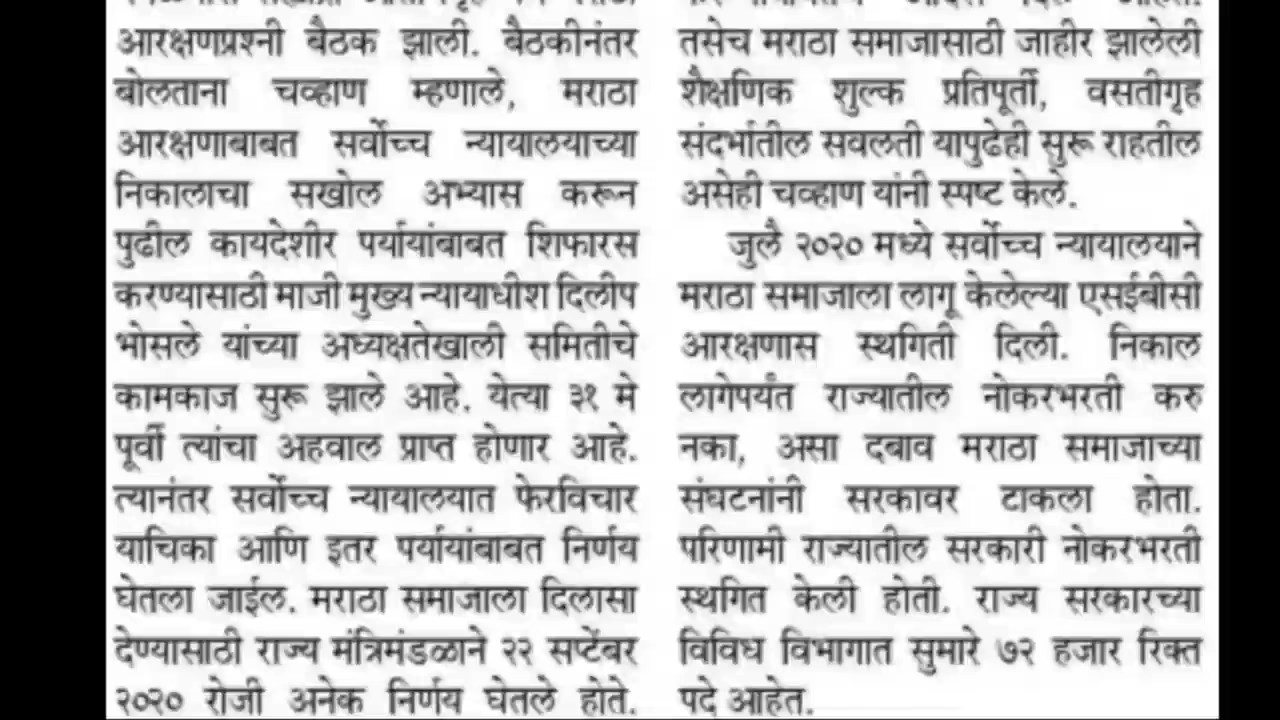 आरक्षणप्रश्नी बैठक झाली. बैठकीनंतर
बोलताना चव्हाण म्हणाले, मराठा
आरक्षणाबाबत सर्वोच्च न्यायालयाच्या
निकालाचा सखोल अभ्यास करून
पुढील कायदेशीर पर्यायांबाबत शिफारस
करण्यासाठी माजी मुख्य न्यायाधीश दिलीप
भोसले यांच्या अध्यक्षतेखाली समितीचे
कामकाज सुरू झाले आहे. येत्या ३१ मे
पूर्वी त्यांचा अहवाल प्राप्त होणार आहे.
त्यानंतर सर्वोच्च न्यायालयात फेरविचार
याचिका आणि इतर पर्यायांबाबत निर्णय
घेतला जाईल. मराठा समाजाला दिलासा
देण्यासाठी राज्य मंत्रिमंडळाने २२ सप्टेंबर
२०२० रोजी अनेक निर्णय घेतले होते.
तसेच मराठा समाजासाठी जाहीर झालेली
शैक्षणिक शुल्क प्रतिपूर्ती, वसतीगृह
संदर्भातील सवलती यापुढेही सुरू राहतील
असेही चव्हाण यांनी स्पष्ट केले.
जुलै २०२० मध्ये सर्वोच्च न्यायालयाने
मराठा समाजाला लागू केलेल्या एसईबीसी
आरक्षणास स्थगिती दिली. निकाल
लागेपर्यंत राज्यातील नोकरभरती करु
नका, असा दबाव मराठा समाजाच्या
संघटनांनी सरकावर टाकला होता.
परिणामी राज्यातील सरकारी नोकरभरती
स्थगित केली होती. राज्य सरकारच्या
विविध विभागात सुमारे ७२ हजार रिक्त
पदे आहेत.